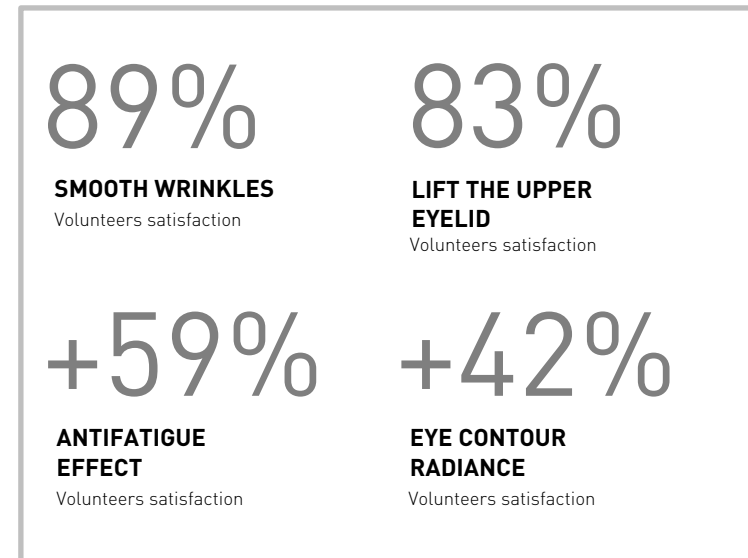 89%
SMOOTH WRINKLES
Volunteers satisfaction
83%
LIFT THE UPPER
EYELID
Volunteers satisfaction
+59%
ANTIFATIGUE
EFFECT
Volunteers satisfaction
+42%
EYE CONTOUR
RADIANCE
Volunteers satisfaction